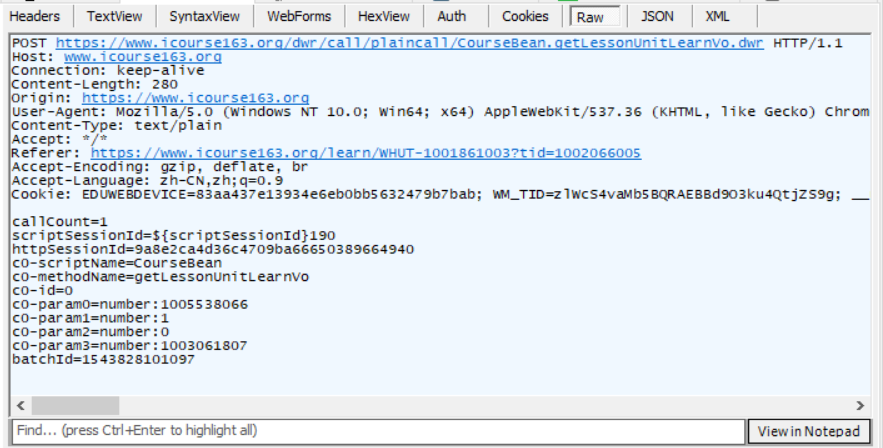 Headers TextView SyntaxView WebForms HexView Auth Cookies Raw JSON XML
POST https://www.icourse163.org/dwr/call/plaincall/CourseBean.getLessonUnitLearnVo.dwr HTTP/1.1
Host: www.icourse163.org
Connection: keep-alive
Content-Length: 280
Origin: https://www.icourse163.org
User-Agent: Mozilla/5.0 (Windows NT 10.0; Win64; x64) AppleWebKit/537.36 (KHTML, like Gecko) Chrom
Content-Type: text/plain
Accept: */*
Referer: https://www.icourse163.org/learn/WHUT-1001861003?tid=1002066005
Accept-Encoding: gzip, deflate, br
Accept-Language: zh-CN,zh;q=0.9
Cookie: EDUWEBDEVICE=83aa437e13934e6eb0bb5632479b7bab; WM_TID=zlWcS4vaMb5BQRAEBBd9O3ku4QtjZS9g; __
callCount=1
scriptSessionId=${scriptSessionId}190
httpSessionId=9a8e2ca4d36c4709ba66650389664940
c0-scriptName=CourseBean
c0-methodName=getLessonUnitLearnVo
c0-id=0
c0-param0=number:1005538066
c0-param1=number:1
c0-param2=number:0
c0-param3=number:1003061807
batchId=1543828101097
Find... (press Ctrl+Enter to highlight all) View in Notepad